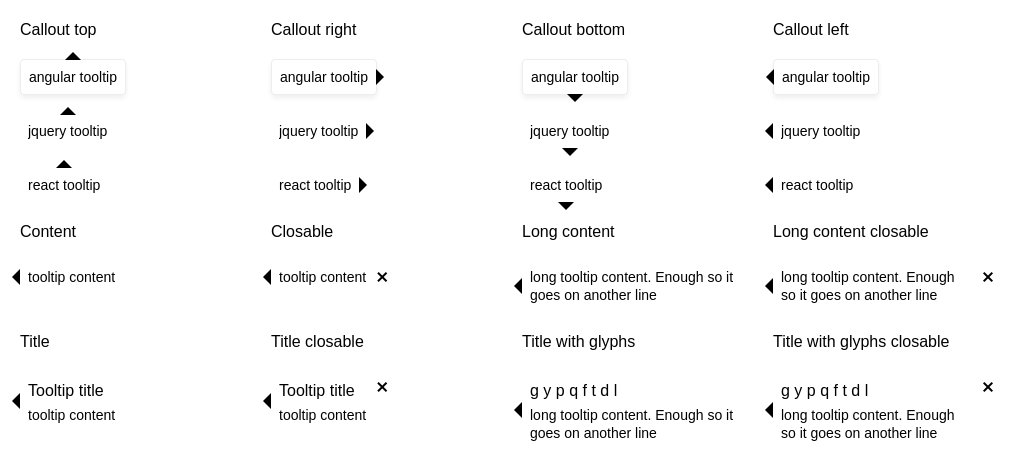 Callout top
Callout right
Callout bottom
Callout left
angular tooltip
angular tooltip
angular tooltip
angular tooltip
jquery tooltip
jquery tooltip
jquery tooltip
jquery tooltip
react tooltip
react tooltip
react tooltip
react tooltip
Content
Closable
Long content
Long content closable
tooltip content
tooltip content ×
long tooltip content. Enough so it
goes on another line
long tooltip content. Enough ×
so it goes on another line
Title
Title closable
Title with glyphs
Title with glyphs closable
Tooltip title
tooltip content
Tooltip title ×
tooltip content
g y p q f t d l
long tooltip content. Enough so it
goes on another line
g y p q f t d l ×
long tooltip content. Enough
so it goes on another line